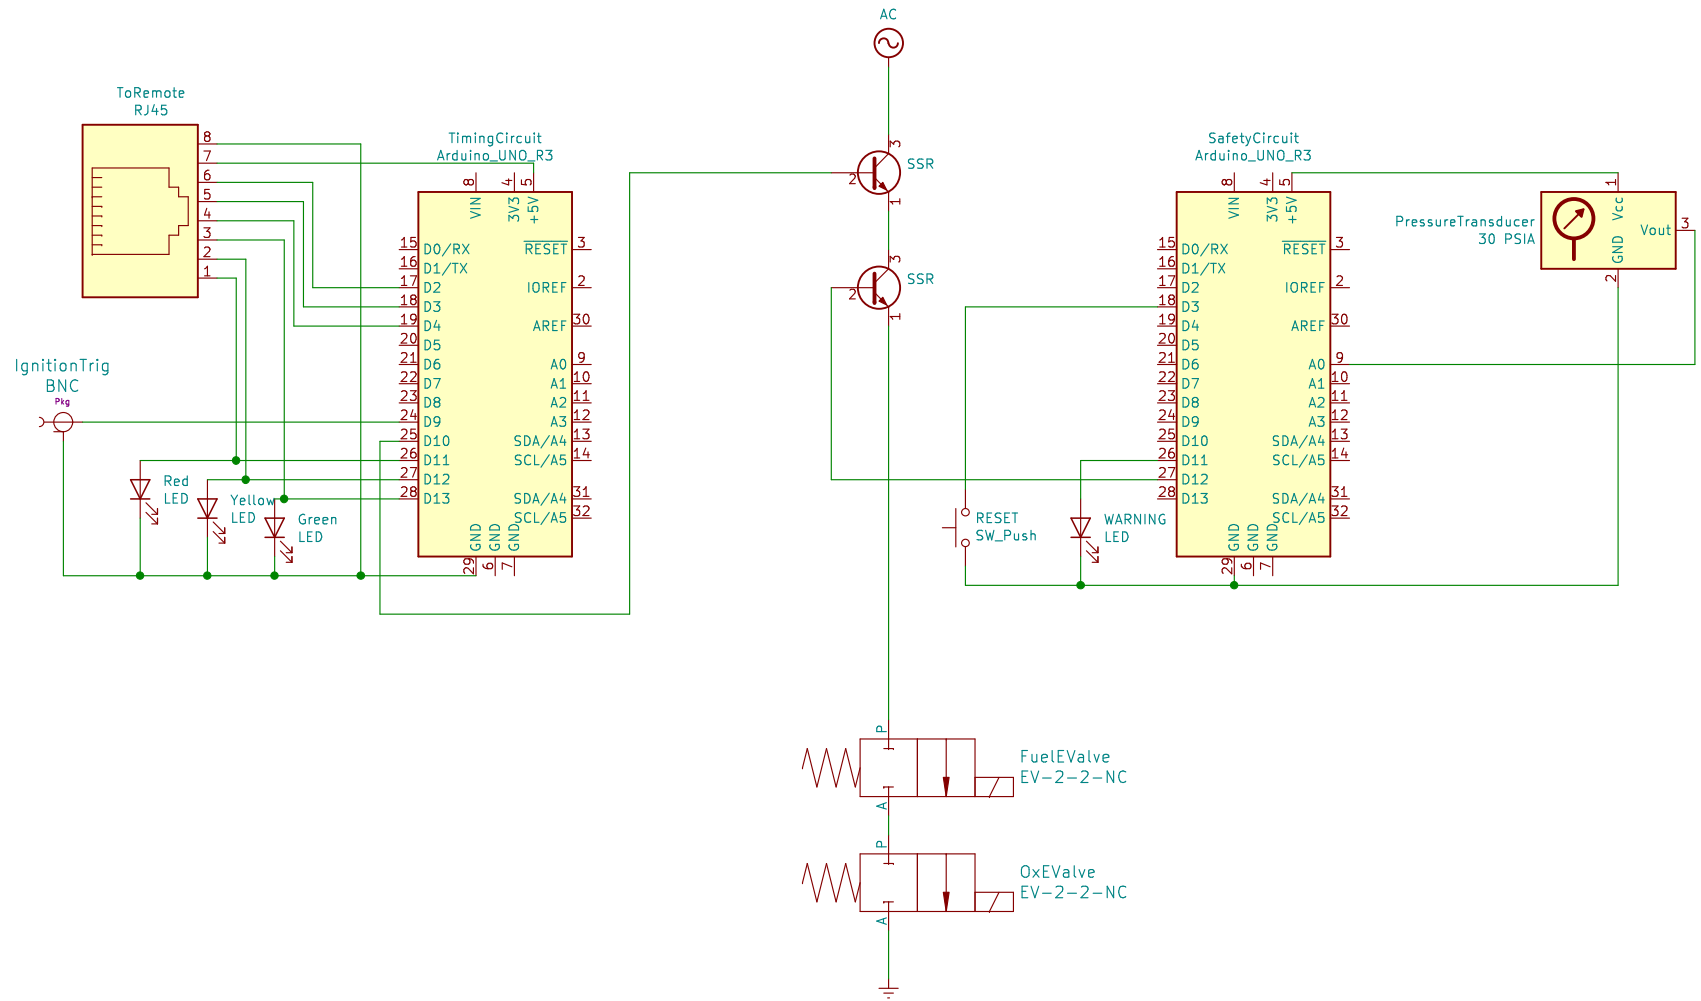 AC
ToRemote
RJ45
8
7
6
5
4
3
2
1
TimingCircuit
Arduino_UNO_R3
8
4
5
VIN
3V3
+5V
15 D0/RX
16 D1/TX
17 D2
18 D3
19 D4
20 D5
21 D6
22 D7
23 D8
24 D9
25 D10
26 D11
27 D12
28 D13
RESET 3
IOREF 2
AREF 30
A0 9
A1 10
A2 11
A3 12
SDA/A4 13
SCL/A5 14
SDA/A4 31
SCL/A5 32
GND
GND
GND
29
6
7
IgnitionTrig
BNC
Pkg
Red
LED
Yellow
LED
Green
LED
3
SSR
2
1
3
SSR
2
1
SafetyCircuit
Arduino_UNO_R3
8
4
5
VIN
3V3
+5V
15 D0/RX
16 D1/TX
17 D2
18 D3
19 D4
20 D5
21 D6
22 D7
23 D8
24 D9
25 D10
26 D11
27 D12
28 D13
RESET 3
IOREF 2
AREF 30
A0 9
A1 10
A2 11
A3 12
SDA/A4 13
SCL/A5 14
SDA/A4 31
SCL/A5 32
GND
GND
GND
29
6
7
RESET
SW_Push
WARNING
LED
PressureTransducer
30 PSIA
1
Vcc
Vout 3
GND
2
P
FuelEValve
EV-2-2-NC
A
P
OxEValve
EV-2-2-NC
A